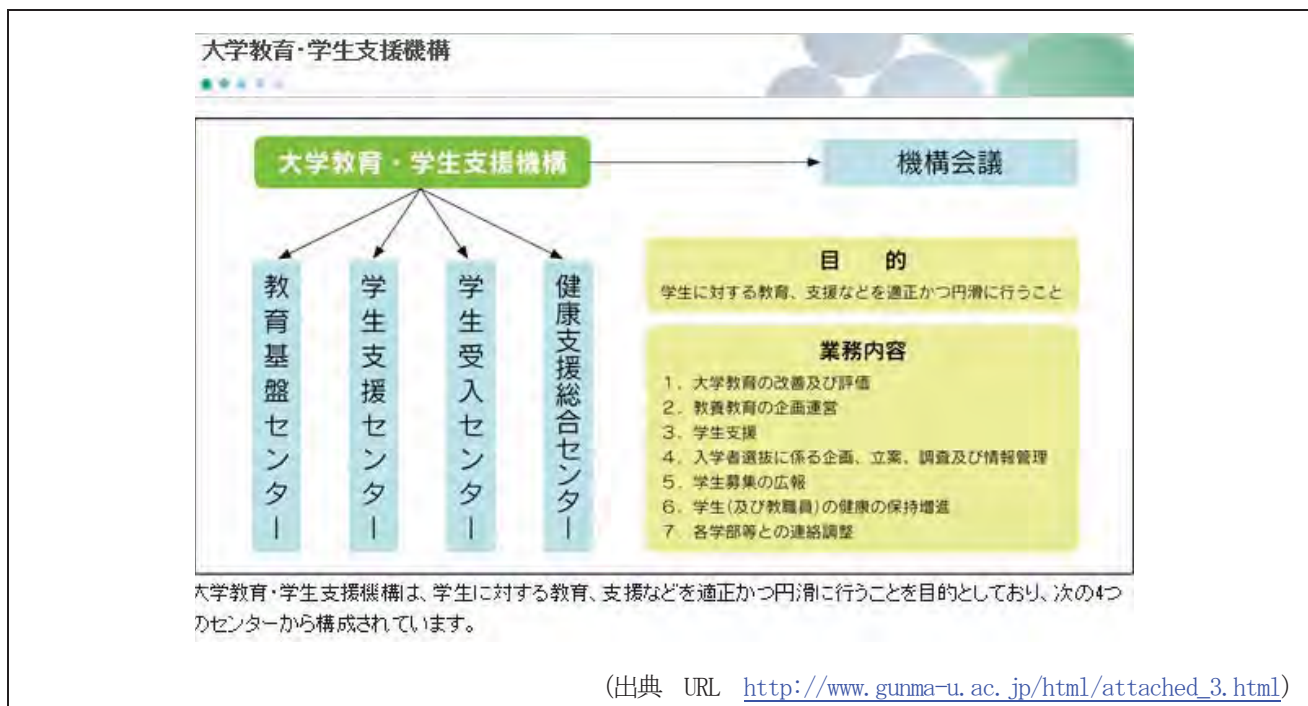 大学教育・学生支援機構
大学教育・学生支援機構
機構会議
教育基盤センター
学生支援センター
学生受入センター
健康支援総合センター
目　的
学生に対する教育、支援などを適正かつ円滑に行うこと
業務内容
1．大学教育の改善及び評価
2．教養教育の企画運営
3．学生支援
4．入学者選抜に係る企画、立案、調査及び情報管理
5．学生募集の広報
6．学生(及び教職員)の健康の保持増進
7．各学部等との連絡調整
大学教育・学生支援機構は、学生に対する教育、支援などを適正かつ円滑に行うことを目的としており、次の4つ
のセンターから構成されています。
(出典　URL　http://www.gunma-u.ac.jp/html/attached_3.html)